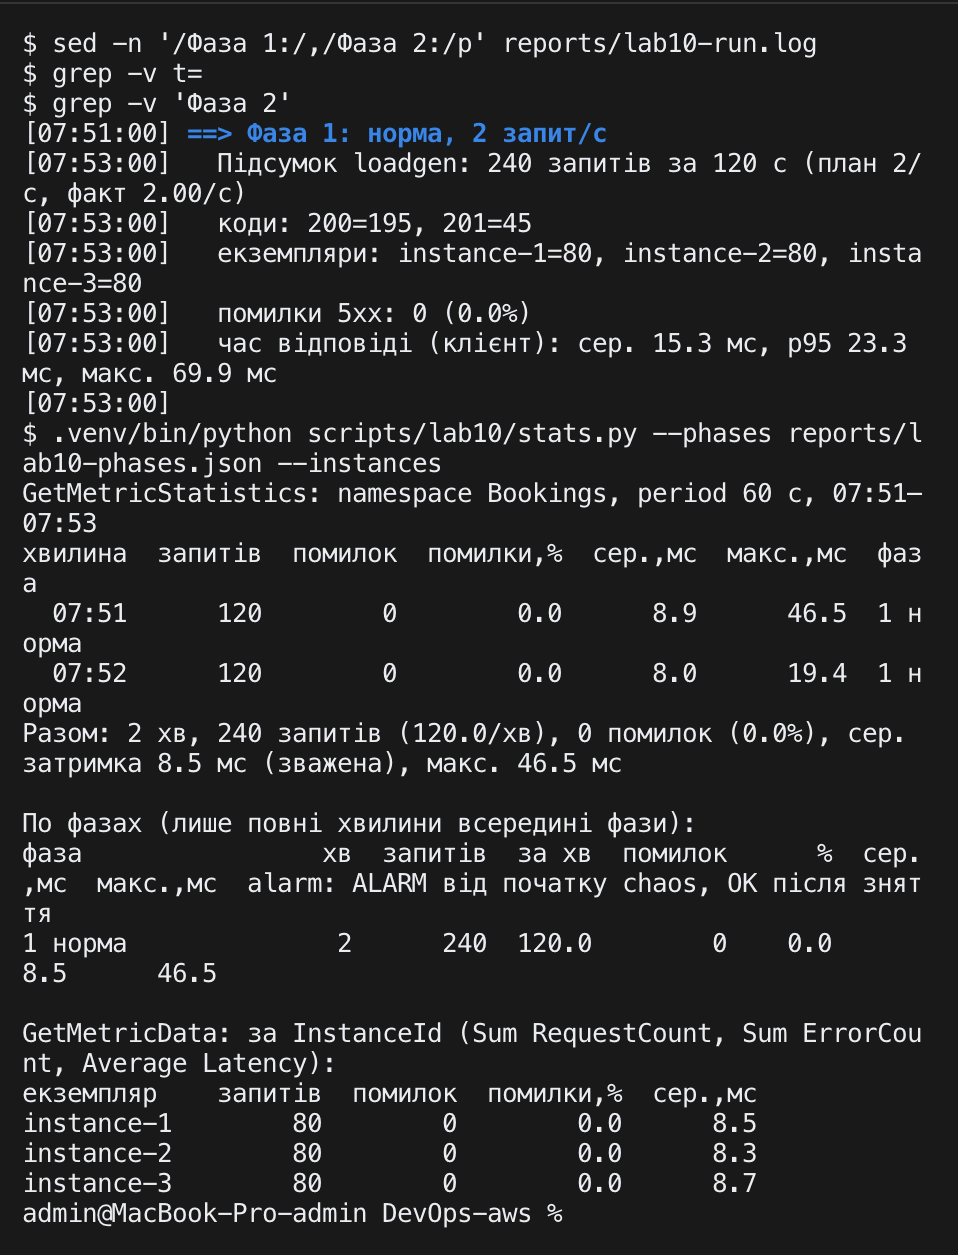 $ sed -n '/Фаза 1:/,/Фаза 2:/p' reports/lab10-run.log
$ grep -v t=
$ grep -v 'Фаза 2'
[07:51:00] ==> Фаза 1: норма, 2 запит/с
[07:53:00]   Підсумок loadgen: 240 запитів за 120 с (план 2/
с, факт 2.00/с)
[07:53:00]   коди: 200=195, 201=45
[07:53:00]   екземпляри: instance-1=80, instance-2=80, insta
nce-3=80
[07:53:00]   помилки 5xx: 0 (0.0%)
[07:53:00]   час відповіді (клієнт): сер. 15.3 мс, p95 23.3
мс, макс. 69.9 мс
[07:53:00]
$ .venv/bin/python scripts/lab10/stats.py --phases reports/l
ab10-phases.json --instances
GetMetricStatistics: namespace Bookings, period 60 с, 07:51–
07:53
хвилина  запитів  помилок  помилки,%  сер.,мс  макс.,мс  фаз
а
  07:51      120        0        0.0      8.9      46.5  1 н
орма
  07:52      120        0        0.0      8.0      19.4  1 н
орма
Разом: 2 хв, 240 запитів (120.0/хв), 0 помилок (0.0%), сер.
затримка 8.5 мс (зважена), макс. 46.5 мс

По фазах (лише повні хвилини всередині фази):
фаза                хв  запитів  за хв  помилок      %  сер.
,мс  макс.,мс  alarm: ALARM від початку chaos, OK після знят
тя
1 норма              2      240  120.0        0    0.0
8.5      46.5

GetMetricData: за InstanceId (Sum RequestCount, Sum ErrorCou
nt, Average Latency):
екземпляр    запитів  помилок  помилки,%  сер.,мс
instance-1        80        0        0.0      8.5
instance-2        80        0        0.0      8.3
instance-3        80        0        0.0      8.7
admin@MacBook-Pro-admin DevOps-aws %